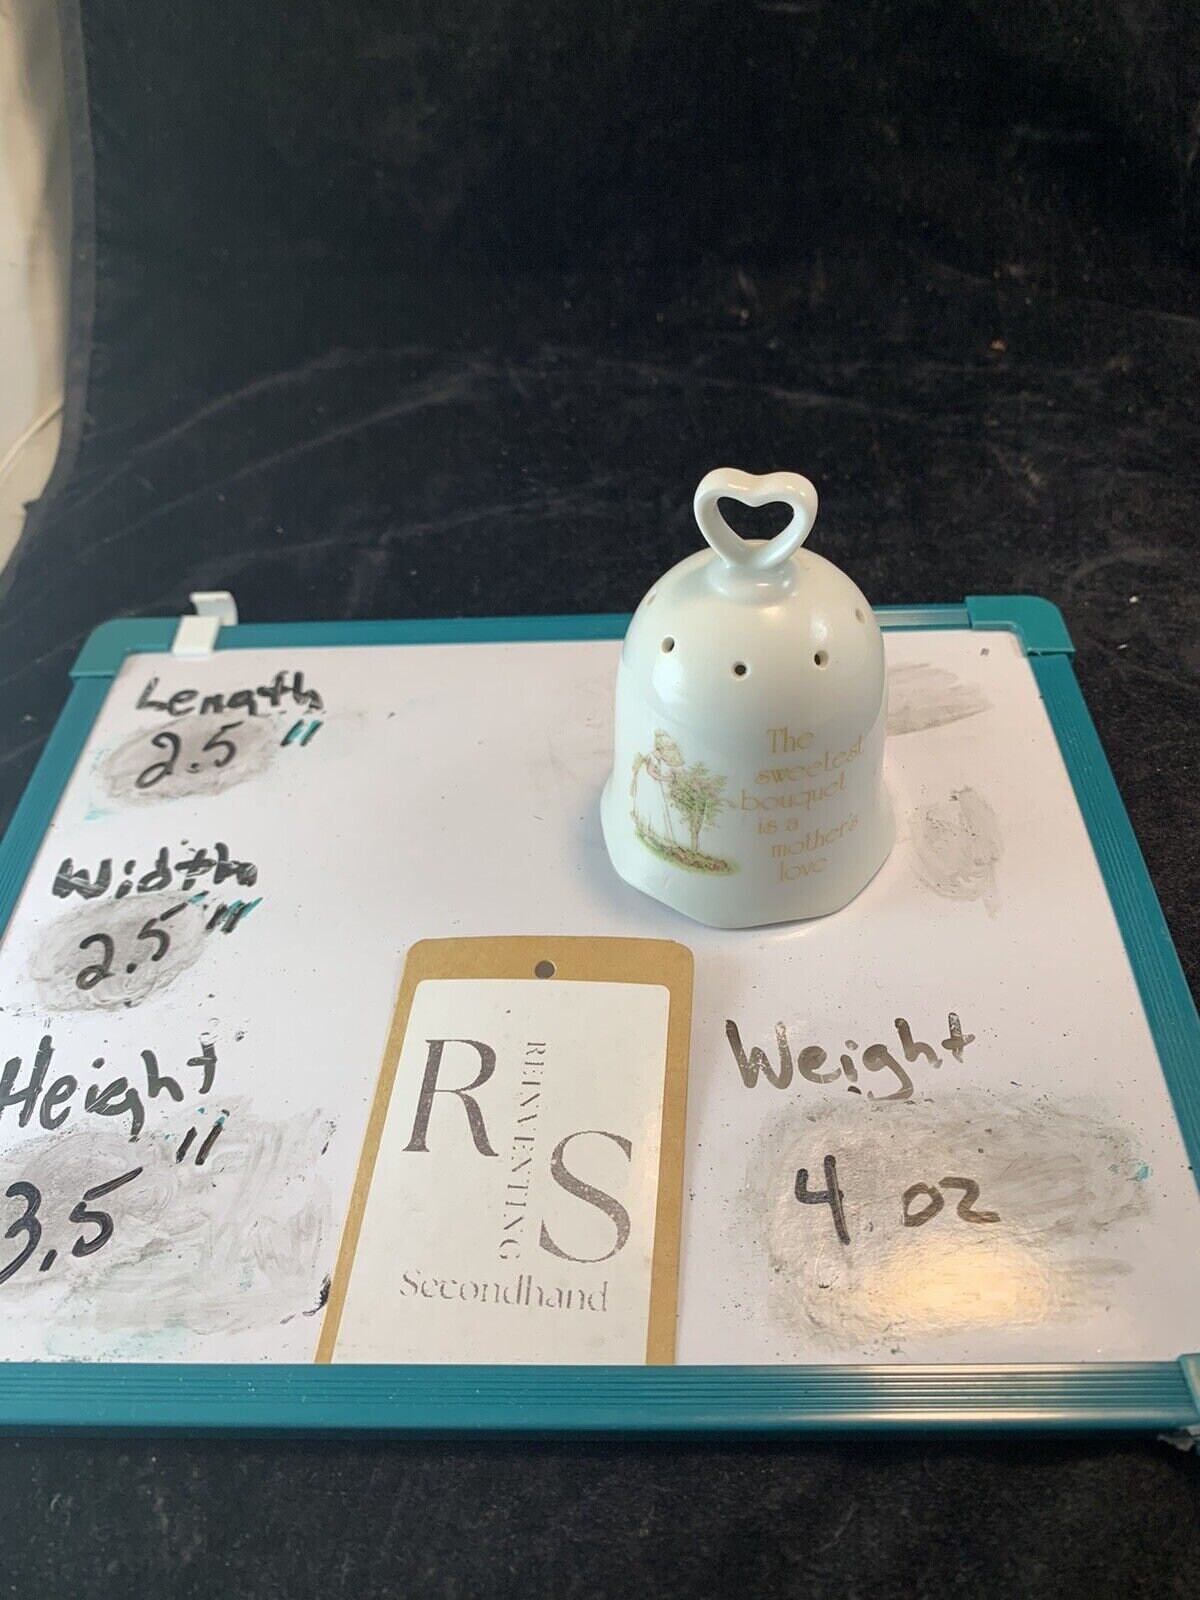 Length
2.5 "
Width
2.5 "
Height
3.5 "
The
sweetest
bouquet
is a
mother's
love
RS
REINVENTING
Secondhand
Weight
4 oz